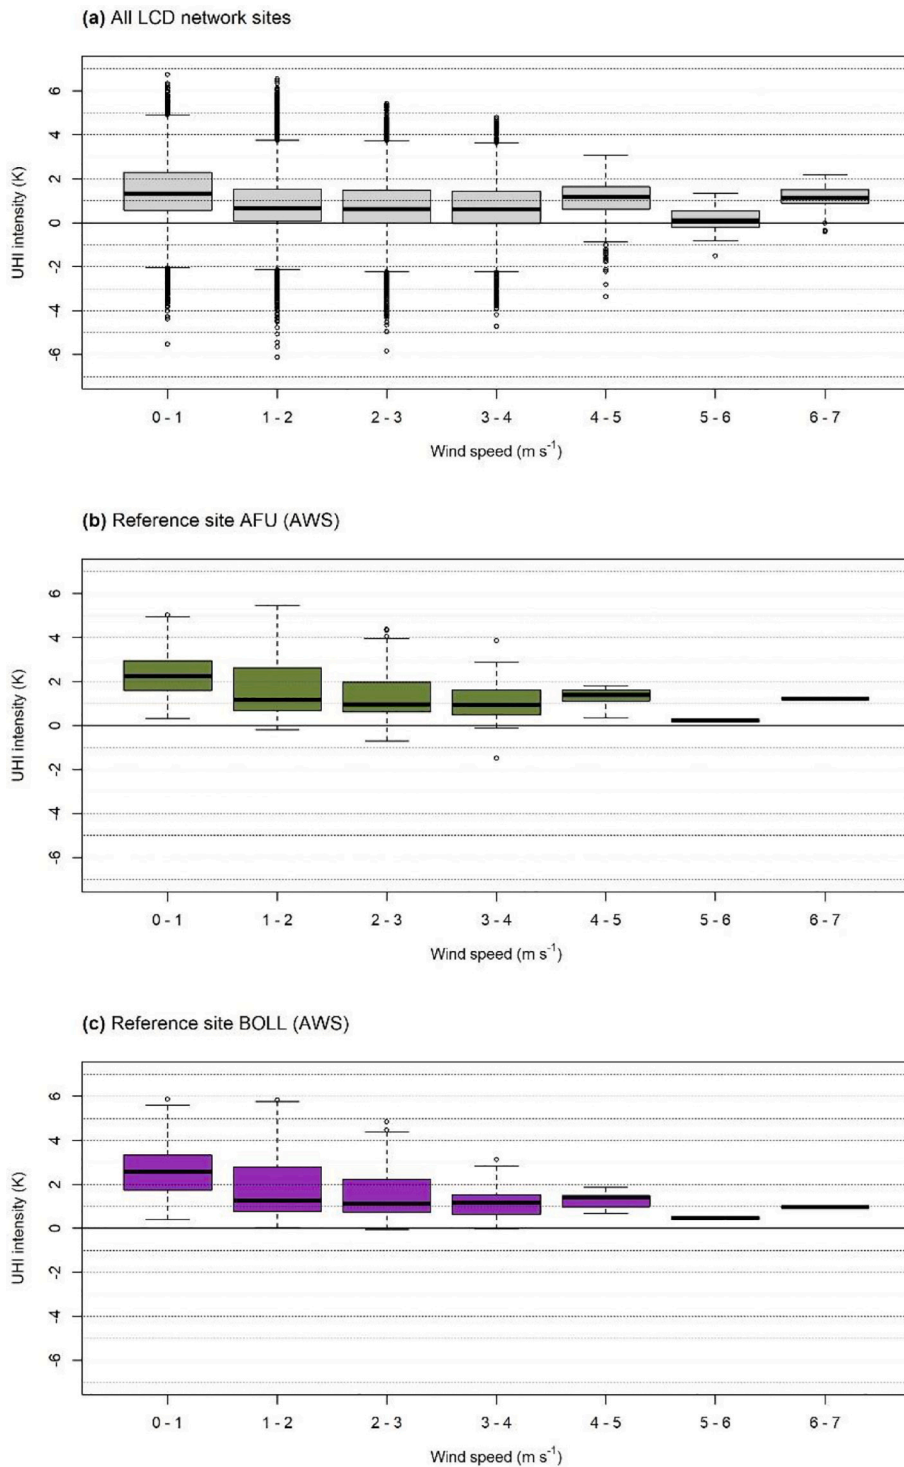 (a) All LCD network sites
6
4
2
0
-2
-4
-6
UHI intensity (K)
0 - 1 1 - 2 2 - 3 3 - 4 4 - 5 5 - 6 6 - 7
Wind speed (m s⁻¹)
(b) Reference site AFU (AWS)
6
4
2
0
-2
-4
-6
UHI intensity (K)
0 - 1 1 - 2 2 - 3 3 - 4 4 - 5 5 - 6 6 - 7
Wind speed (m s⁻¹)
(c) Reference site BOLL (AWS)
6
4
2
0
-2
-4
-6
UHI intensity (K)
0 - 1 1 - 2 2 - 3 3 - 4 4 - 5 5 - 6 6 - 7
Wind speed (m s⁻¹)